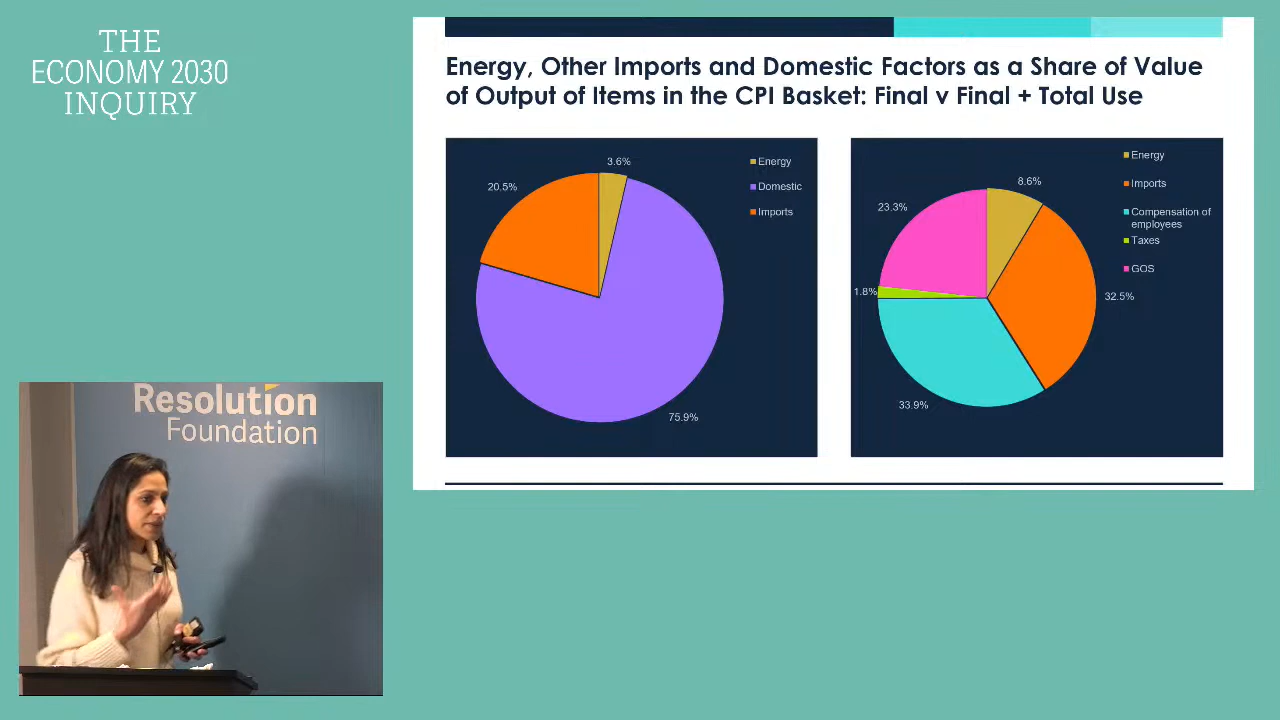 THE
ECONOMY 2030
INQUIRY
Energy, Other Imports and Domestic Factors as a Share of Value
of Output of Items in the CPI Basket: Final v Final + Total Use
3.6%
20.5%
75.9%
Energy
Domestic
Imports
8.6%
23.3%
1.8%
32.5%
33.9%
Energy
Imports
Compensation of
employees
Taxes
GOS
Resolution
Foundation